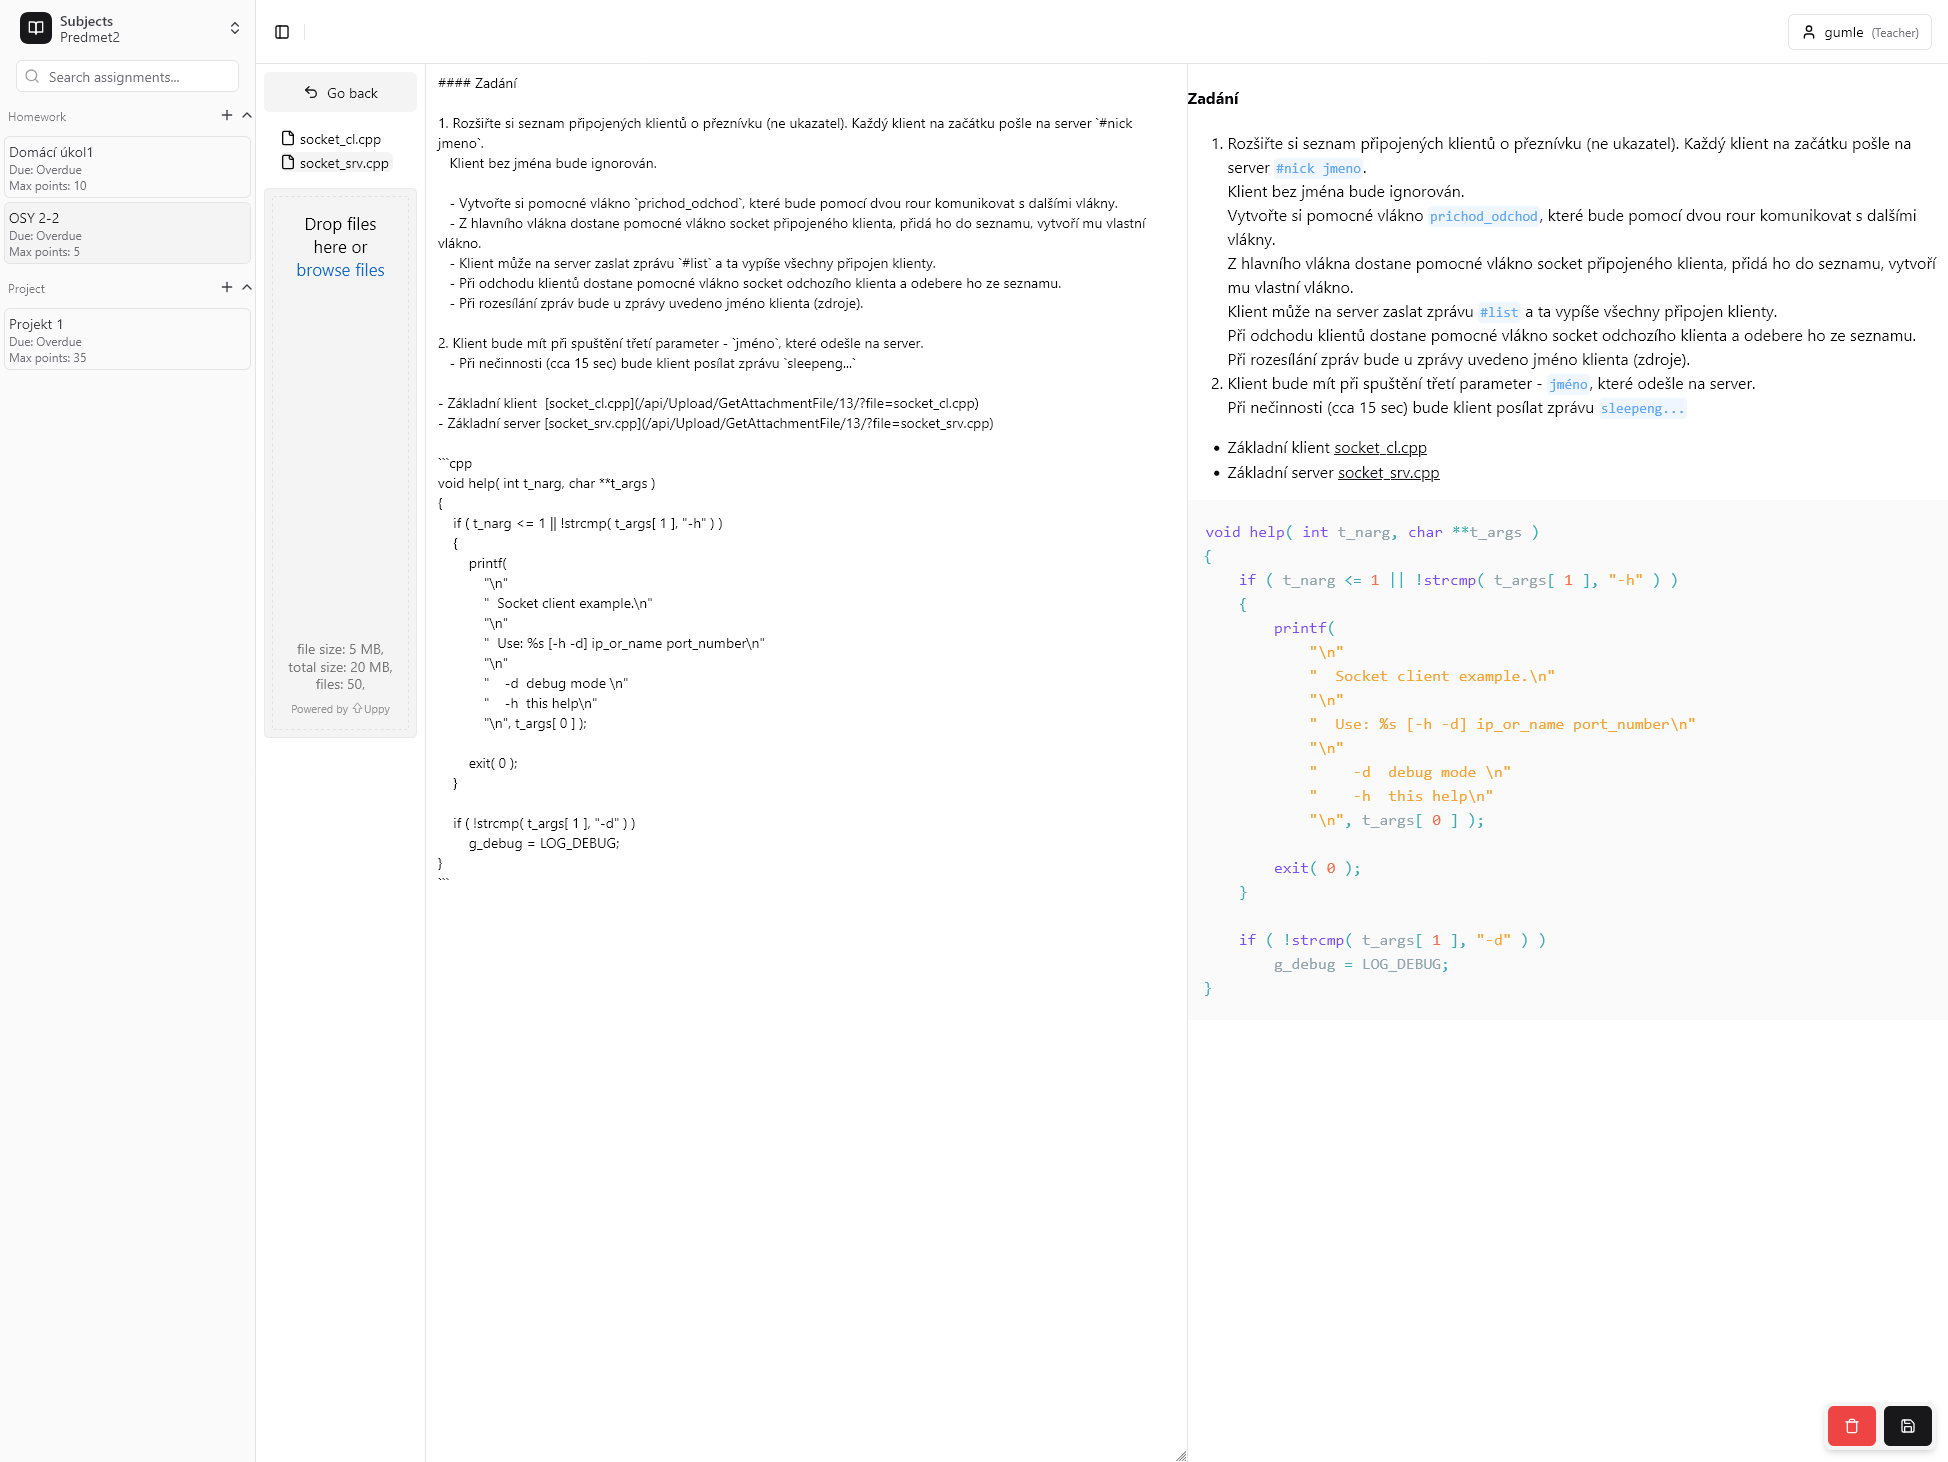 Subjects
Predmet2
Search assignments...
Homework
Domácí úkol1
Due: Overdue
Max points: 10
OSY 2-2
Due: Overdue
Max points: 5
Project
Projekt 1
Due: Overdue
Max points: 35
gumle (Teacher)
Go back
socket_cl.cpp
socket_srv.cpp
Drop files
here or
browse files
file size: 5 MB,
total size: 20 MB,
files: 50,
Powered by Uppy
#### Zadání
1. Rozšiřte si seznam připojených klientů o přeznívku (ne ukazatel). Každý klient na začátku pošle na server `#nick
jmeno`.
Klient bez jména bude ignorován.
- Vytvořte si pomocné vlákno `prichod_odchod`, které bude pomocí dvou rour komunikovat s dalšími vlákny.
- Z hlavního vlákna dostane pomocné vlákno socket připojeného klienta, přidá ho do seznamu, vytvoří mu vlastní
vlákno.
- Klient může na server zaslat zprávu `#list` a ta vypíše všechny připojen klienty.
- Při odchodu klientů dostane pomocné vlákno socket odchozího klienta a odebere ho ze seznamu.
- Při rozesílání zpráv bude u zprávy uvedeno jméno klienta (zdroje).
2. Klient bude mít při spuštění třetí parameter - `jméno`, které odešle na server.
- Při nečinnosti (cca 15 sec) bude klient posílat zprávu `sleepeng...`
- Základní klient  [socket_cl.cpp](/api/Upload/GetAttachmentFile/13/?file=socket_cl.cpp)
- Základní server [socket_srv.cpp](/api/Upload/GetAttachmentFile/13/?file=socket_srv.cpp)
```cpp
void help( int t_narg, char **t_args )
{
    if ( t_narg <= 1 || !strcmp( t_args[ 1 ], "-h" ) )
    {
        printf(
            "\n"
            "  Socket client example.\n"
            "\n"
            "  Use: %s [-h -d] ip_or_name port_number\n"
            "\n"
            "    -d  debug mode \n"
            "    -h  this help\n"
            "\n", t_args[ 0 ] );
        exit( 0 );
    }
    if ( !strcmp( t_args[ 1 ], "-d" ) )
        g_debug = LOG_DEBUG;
}
```
Zadání
1. Rozšiřte si seznam připojených klientů o přeznívku (ne ukazatel). Každý klient na začátku pošle na
server #nick jmeno.
Klient bez jména bude ignorován.
Vytvořte si pomocné vlákno prichod_odchod, které bude pomocí dvou rour komunikovat s dalšími
vlákny.
Z hlavního vlákna dostane pomocné vlákno socket připojeného klienta, přidá ho do seznamu, vytvoří
mu vlastní vlákno.
Klient může na server zaslat zprávu #list a ta vypíše všechny připojen klienty.
Při odchodu klientů dostane pomocné vlákno socket odchozího klienta a odebere ho ze seznamu.
Při rozesílání zpráv bude u zprávy uvedeno jméno klienta (zdroje).
2. Klient bude mít při spuštění třetí parameter - jméno, které odešle na server.
Při nečinnosti (cca 15 sec) bude klient posílat zprávu sleepeng...
• Základní klient socket_cl.cpp
• Základní server socket_srv.cpp
void help( int t_narg, char **t_args )
{
    if ( t_narg <= 1 || !strcmp( t_args[ 1 ], "-h" ) )
    {
        printf(
            "\n"
            "  Socket client example.\n"
            "\n"
            "  Use: %s [-h -d] ip_or_name port_number\n"
            "\n"
            "    -d  debug mode \n"
            "    -h  this help\n"
            "\n", t_args[ 0 ] );
        exit( 0 );
    }
    if ( !strcmp( t_args[ 1 ], "-d" ) )
        g_debug = LOG_DEBUG;
}